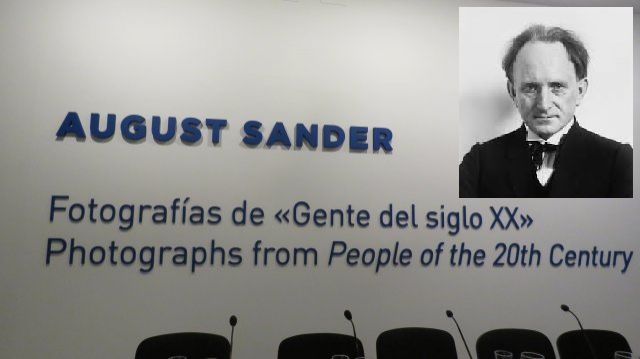 AUGUST SANDER
Fotografías de «Gente del siglo XX»
Photographs from People of the 20th Century